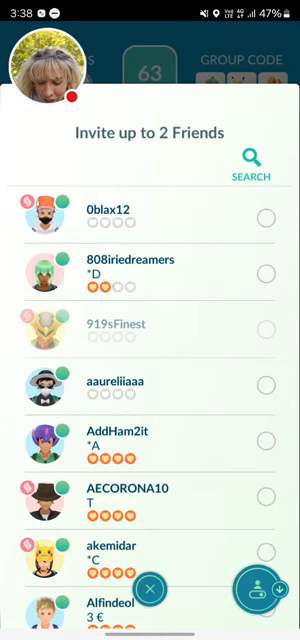 3:38
47%
S
GROUP CODE
63
Invite up to 2 Friends
SEARCH
0blax12
808iriedreamers
*D
919sFinest
aaureliiaaa
AddHam2it
*A
AECORONA10
T
akemidar
*C
Alfindeol
3 €